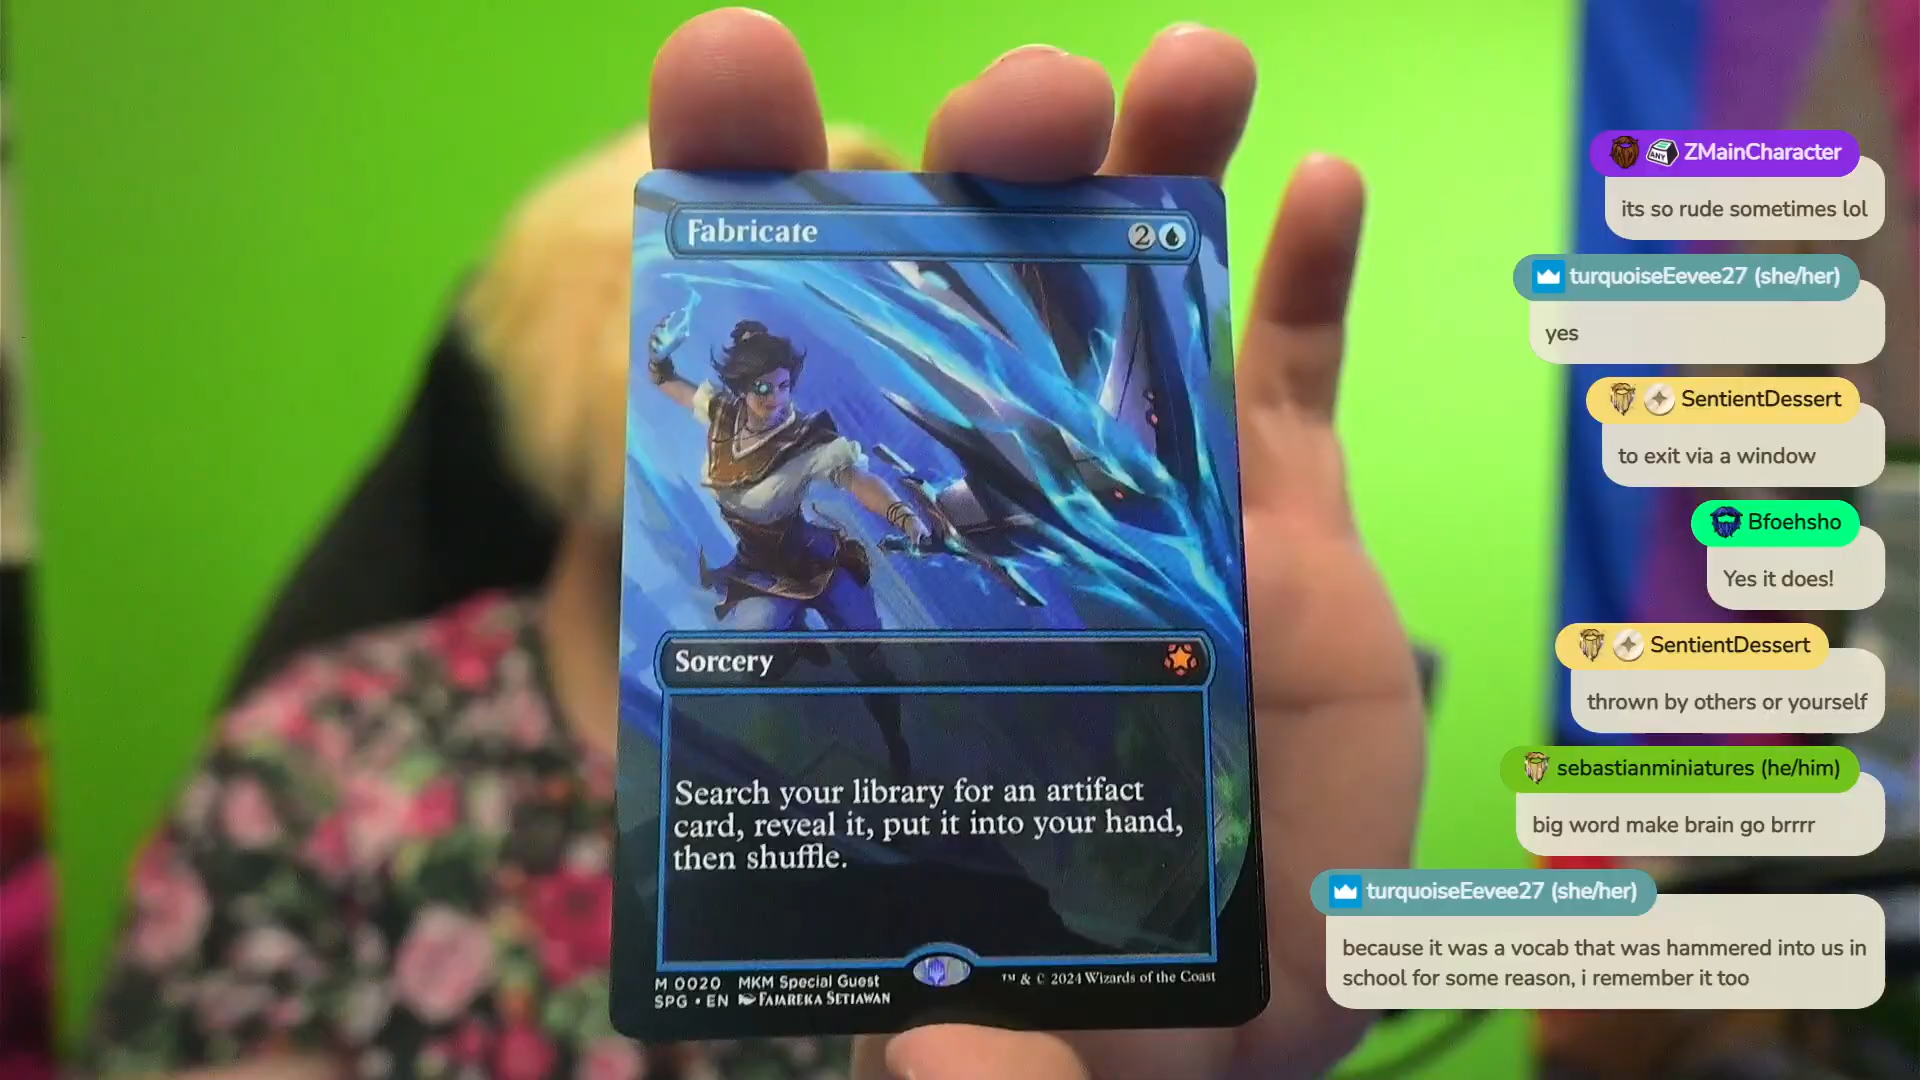 Fabricate
2
Sorcery
Search your library for an artifact
card, reveal it, put it into your hand,
then shuffle.
M 0020 MKM Special Guest
SPG • EN FAJAREKA SETIAWAN
™ & © 2024 Wizards of the Coast
ANY ZMainCharacter
its so rude sometimes lol
turquoiseEevee27 (she/her)
yes
SentientDessert
to exit via a window
Bfoehsho
Yes it does!
SentientDessert
thrown by others or yourself
sebastianminiatures (he/him)
big word make brain go brrrr
turquoiseEevee27 (she/her)
because it was a vocab that was hammered into us in
school for some reason, i remember it too